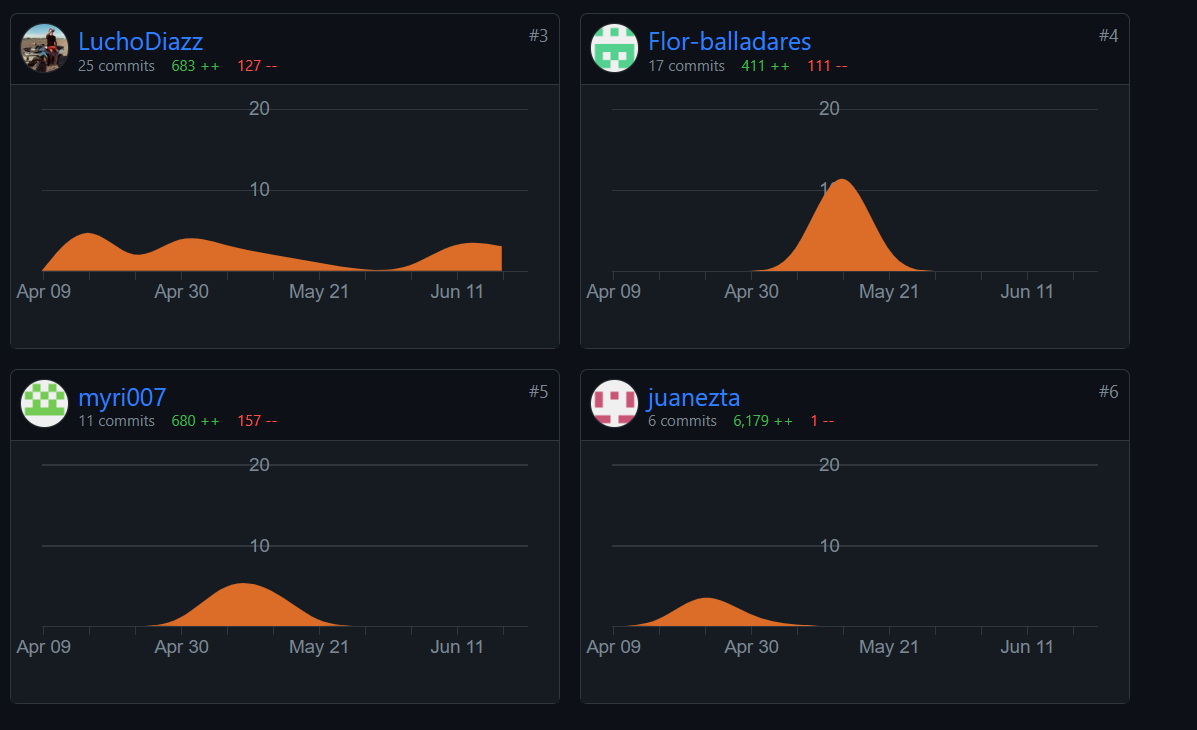 LuchoDiazz #3
25 commits 683 ++ 127 --
20
10
Apr 09 Apr 30 May 21 Jun 11
Flor-balladares #4
17 commits 411 ++ 111 --
20
Apr 09 Apr 30 May 21 Jun 11
myri007 #5
11 commits 680 ++ 157 --
20
10
Apr 09 Apr 30 May 21 Jun 11
juanezta #6
6 commits 6,179 ++ 1 --
20
10
Apr 09 Apr 30 May 21 Jun 11